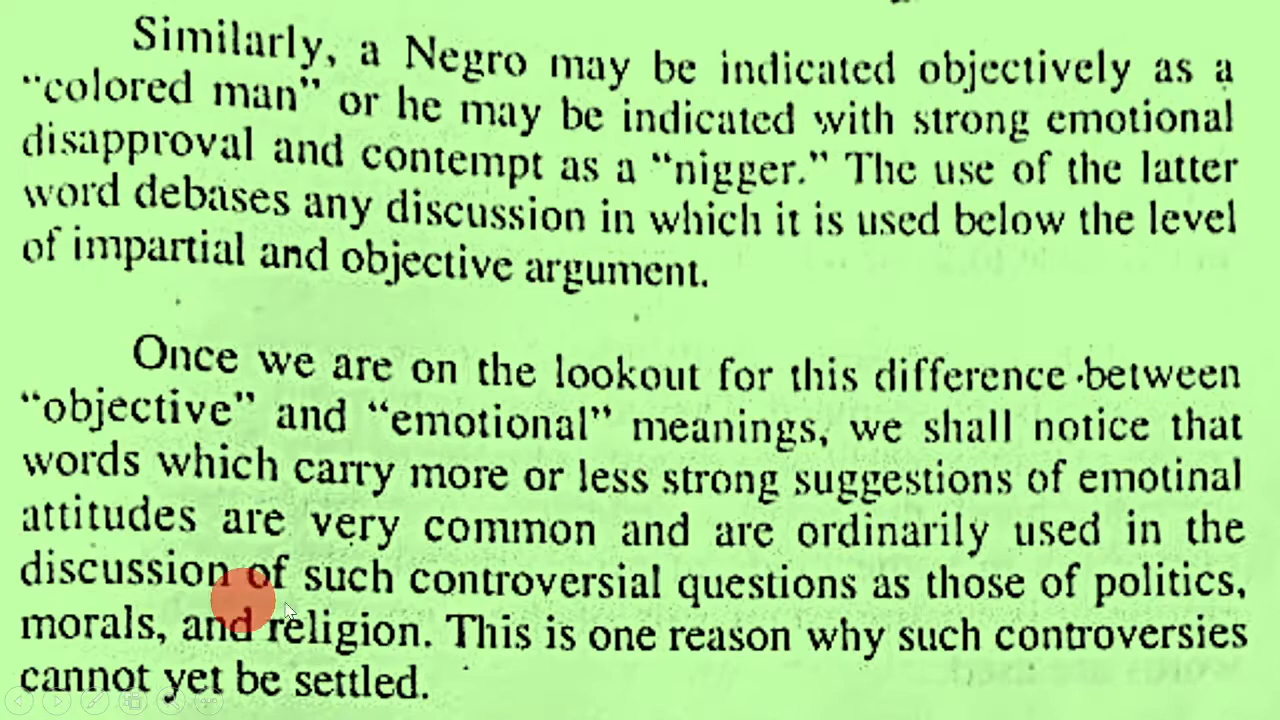 Similarly, a Negro may be indicated objectively as a
“colored man” or he may be indicated with strong emotional
disapproval and contempt as a “nigger.” The use of the latter
word debases any discussion in which it is used below the level
of impartial and objective argument.
Once we are on the lookout for this difference between
“objective” and “emotional” meanings, we shall notice that
words which carry more or less strong suggestions of emotinal
attitudes are very common and are ordinarily used in the
discussion of such controversial questions as those of politics,
morals, and religion. This is one reason why such controversies
cannot yet be settled.